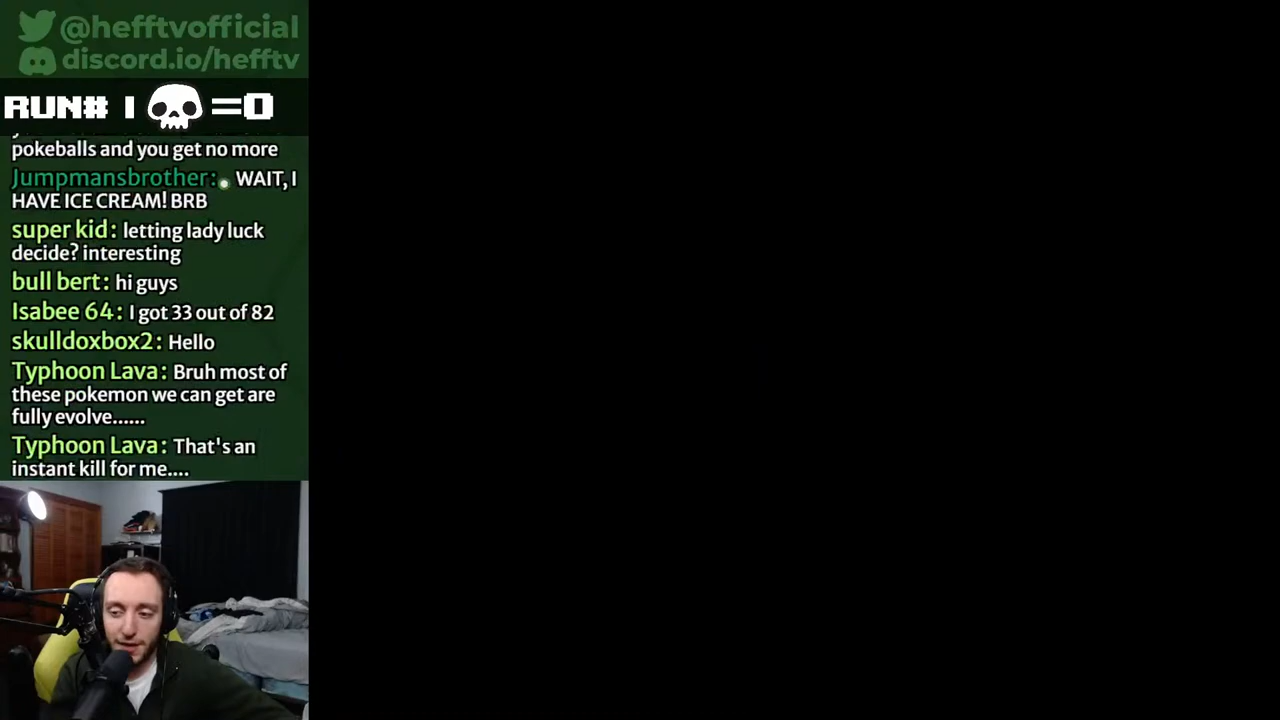 @hefftvofficial
discord.io/hefftv
RUN# 1 =0
pokeballs and you get no more
Jumpmansbrother: WAIT, I
HAVE ICE CREAM! BRB
super kid: letting lady luck
decide? interesting
bull bert: hi guys
Isabee 64: I got 33 out of 82
skulldoxbox2: Hello
Typhoon Lava: Bruh most of
these pokemon we can get are
fully evolve......
Typhoon Lava: That's an
instant kill for me....